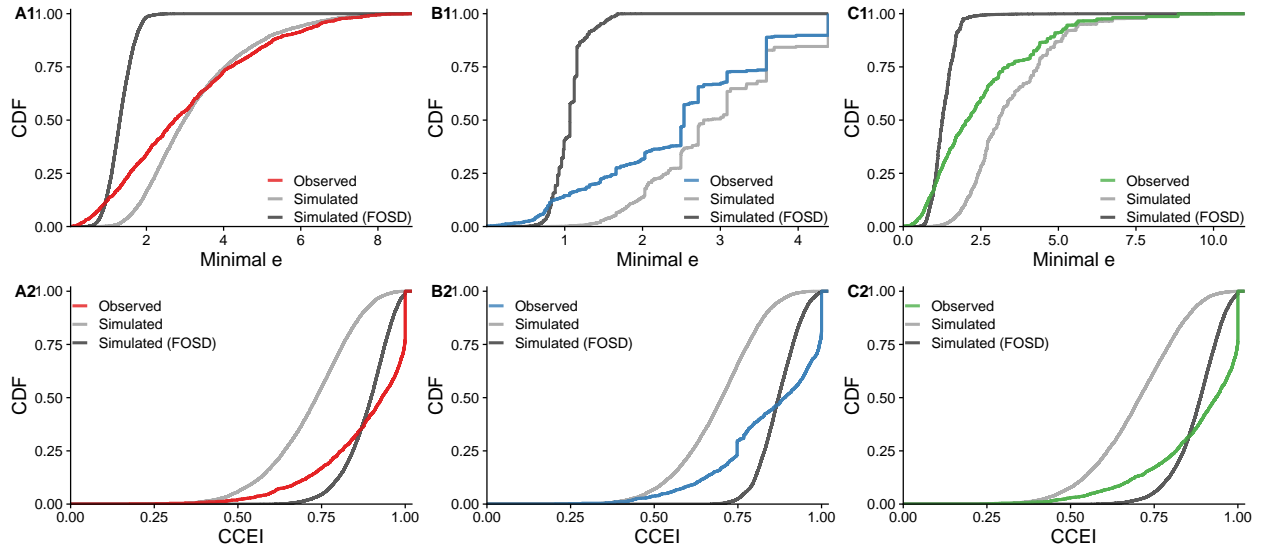 A1 1.00 0.75 0.50 0.25 0.00
CDF
Observed
Simulated
Simulated (FOSD)
2 4 6 8
Minimal e
B1 1.00 0.75 0.50 0.25 0.00
CDF
Observed
Simulated
Simulated (FOSD)
1 2 3 4
Minimal e
C1 1.00 0.75 0.50 0.25 0.00
CDF
Observed
Simulated
Simulated (FOSD)
0.0 2.5 5.0 7.5 10.0
Minimal e
A2 1.00 0.75 0.50 0.25 0.00
CDF
Observed
Simulated
Simulated (FOSD)
0.00 0.25 0.50 0.75 1.00
CCEI
B2 1.00 0.75 0.50 0.25 0.00
CDF
Observed
Simulated
Simulated (FOSD)
0.00 0.25 0.50 0.75 1.00
CCEI
C2 1.00 0.75 0.50 0.25 0.00
CDF
Observed
Simulated
Simulated (FOSD)
0.00 0.25 0.50 0.75 1.00
CCEI